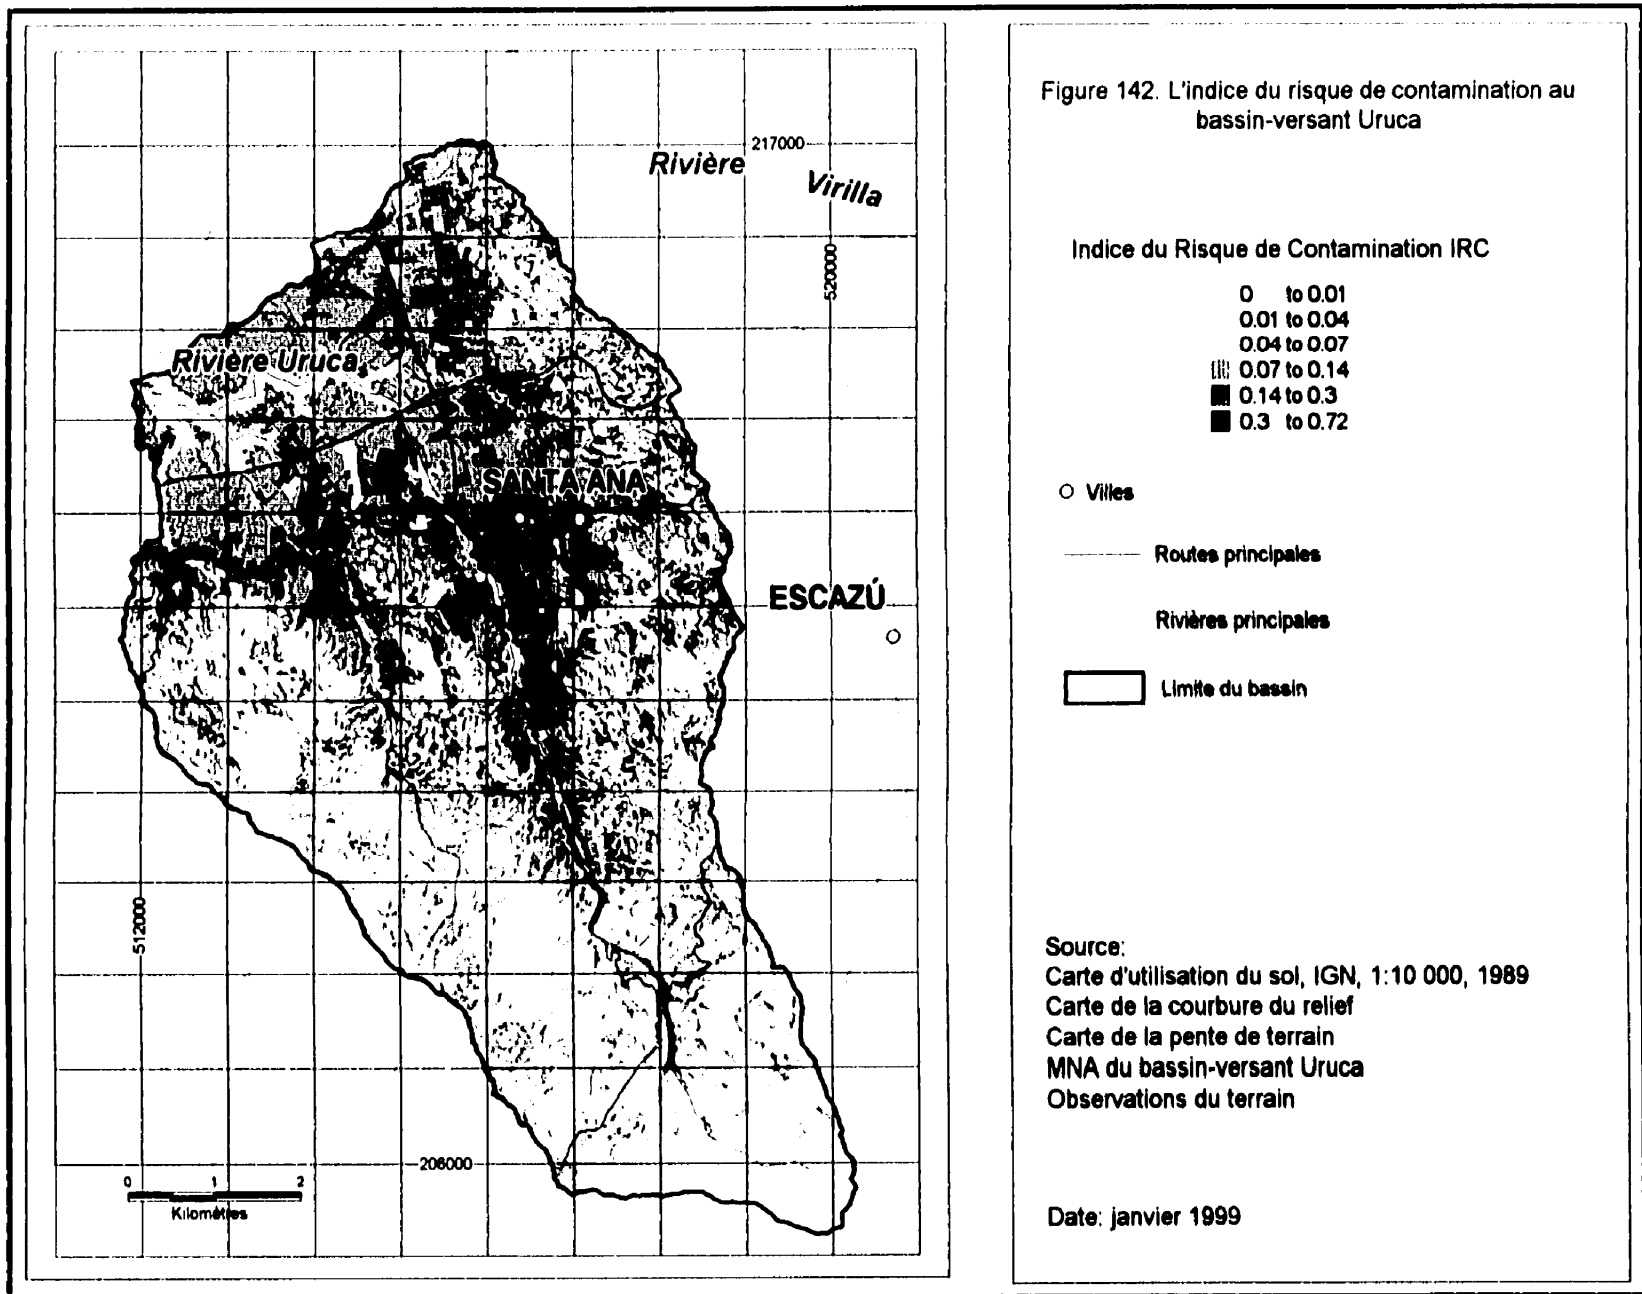 217000
Rivière
Virilla
520000
Rivière Uruca
SANTA ANA
ESCAZÚ
512000
206000
0 1 2
Kilomètres
Figure 142. L'indice du risque de contamination au
bassin-versant Uruca
Indice du Risque de Contamination IRC
0 to 0.01
0.01 to 0.04
0.04 to 0.07
0.07 to 0.14
0.14 to 0.3
0.3 to 0.72
Villes
Routes principales
Rivières principales
Limite du bassin
Source:
Carte d'utilisation du sol, IGN, 1:10 000, 1989
Carte de la courbure du relief
Carte de la pente de terrain
MNA du bassin-versant Uruca
Observations du terrain
Date: janvier 1999